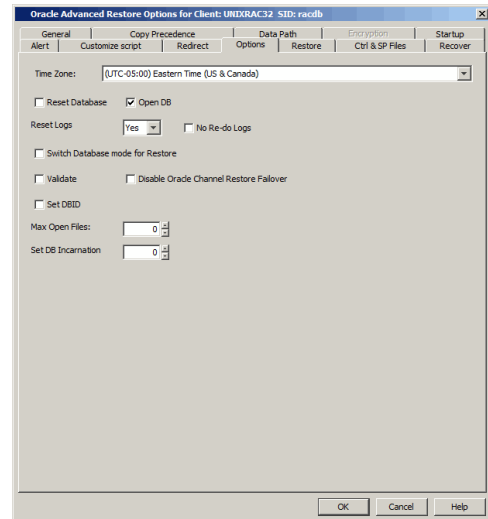 Oracle Advanced Restore Options for Client: UNIXRAC32 SID: racdb
General Copy Precedence Data Path Encryption Startup
Alert Customize script Redirect Options Restore Ctrl & SP Files Recover
Time Zone: (UTC-05:00) Eastern Time (US & Canada)
Reset Database Open DB
Reset Logs Yes No Re-do Logs
Switch Database mode for Restore
Validate Disable Oracle Channel Restore Failover
Set DBID
Max Open Files: 0
Set DB Incarnation 0
OK Cancel Help